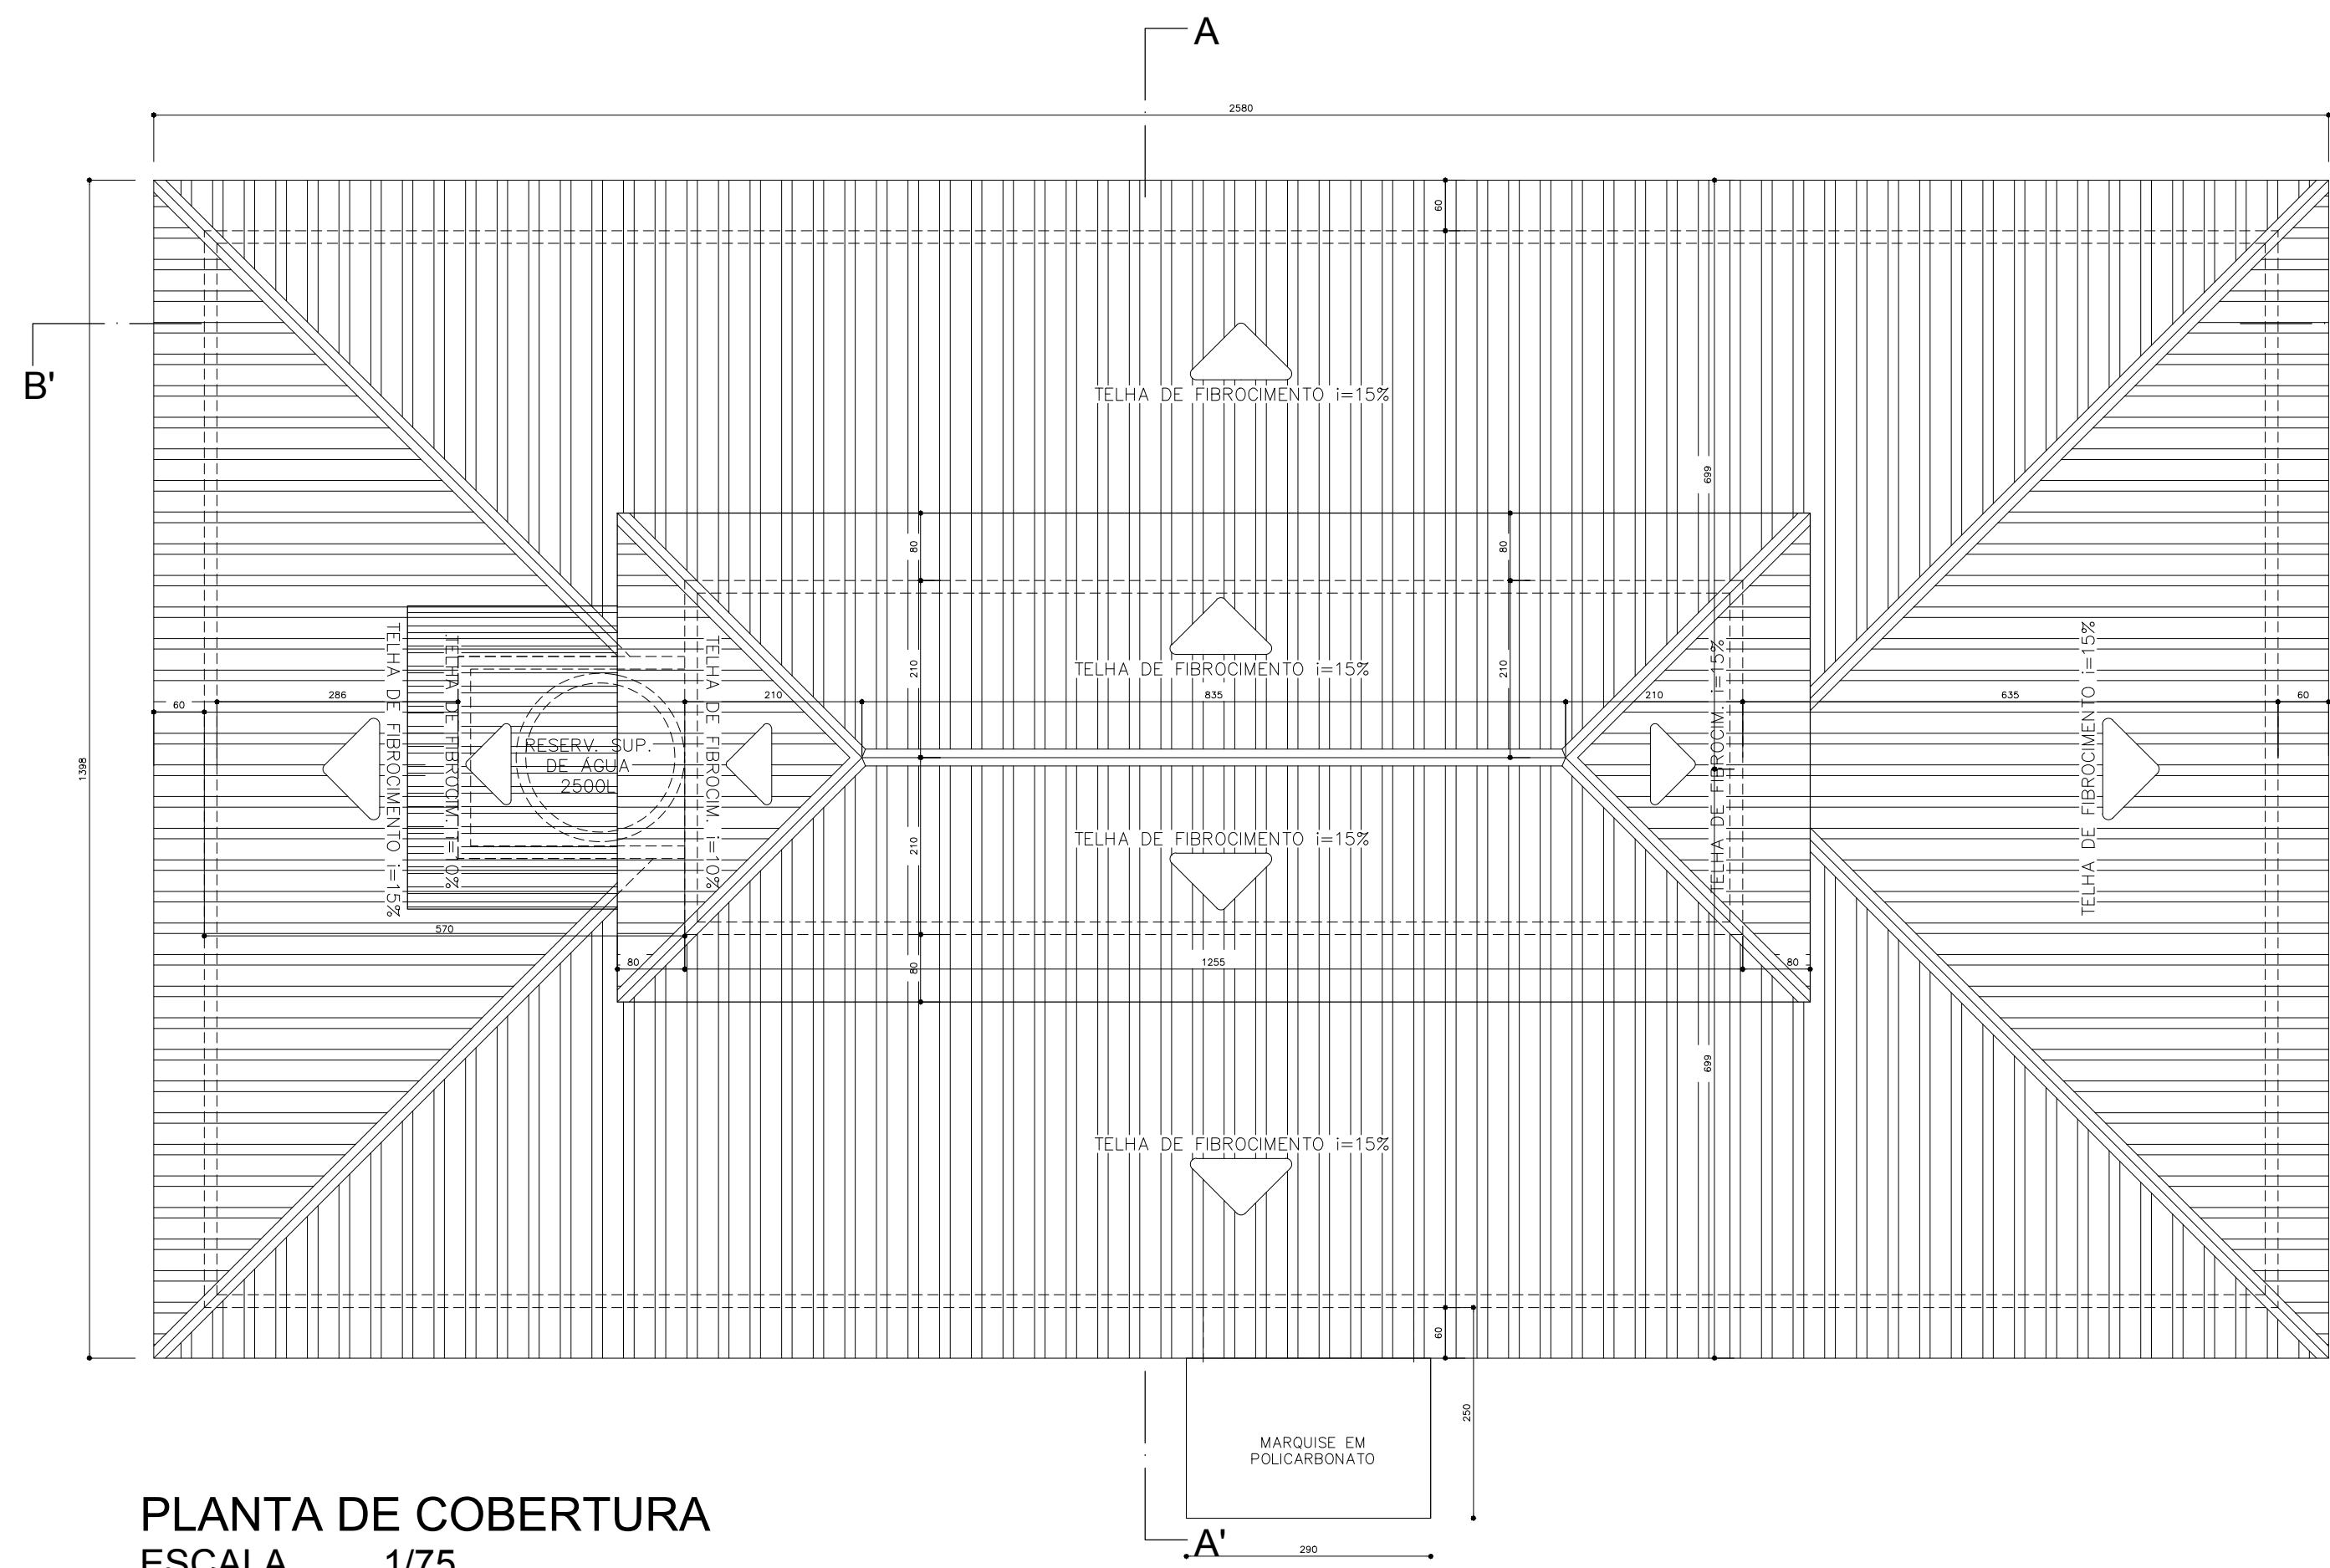 A
2580
60
B'
TELHA DE FIBROCIMENTO i=15%
699
80
80
210
210
TELHA DE FIBROCIMENTO i=15%
286
210
835
210
635
60
60
TELHA DE FIBROCIMENTO i=15%
TELHA DE FIBROCIM. i=10%
RESERV. SUP.
DE ÁGUA
2500L
TELHA DE FIBROCIM. i=10%
TELHA DE FIBROCIM. i=15%
TELHA DE FIBROCIMENTO i=15%
1398
TELHA DE FIBROCIMENTO i=15%
210
570
80
80
1255
80
699
TELHA DE FIBROCIMENTO i=15%
60
250
MARQUISE EM
POLICARBONATO
PLANTA DE COBERTURA
A'
290
ESCALA 1/75